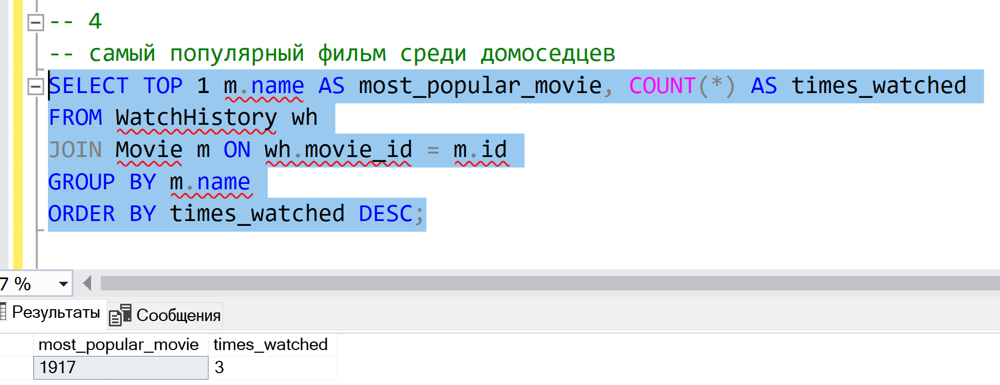 -- 4
-- самый популярный фильм среди домоседцев
SELECT TOP 1 m.name AS most_popular_movie, COUNT(*) AS times_watched
FROM WatchHistory wh
JOIN Movie m ON wh.movie_id = m.id
GROUP BY m.name
ORDER BY times_watched DESC;
7 %
Результаты Сообщения
most_popular_movie times_watched
1917 3